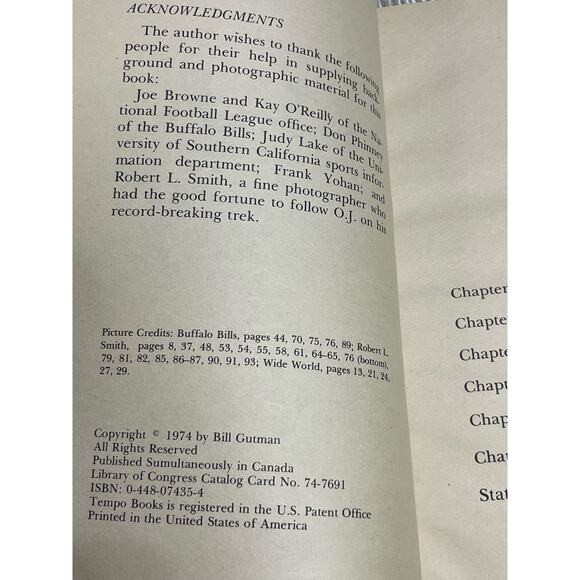 ACKNOWLEDGMENTS
The author wishes to thank the following
people for their help in supplying back-
ground and photographic material for this
book:
Joe Browne and Kay O'Reilly of the Na-
tional Football League office; Don Phinney
of the Buffalo Bills; Judy Lake of the Uni-
versity of Southern California sports infor-
mation department; Frank Yohan; and
Robert L. Smith, a fine photographer who
had the good fortune to follow O.J. on his
record-breaking trek.
Picture Credits: Buffalo Bills, pages 44, 70, 75, 76, 89; Robert L.
Smith, pages 8, 37, 48, 53, 54, 55, 58, 61, 64-65, 76 (bottom),
79, 81, 82, 85, 86-87, 90, 91, 93; Wide World, pages 13, 21, 24,
27, 29.
Copyright © 1974 by Bill Gutman
All Rights Reserved
Published Sumultaneously in Canada
Library of Congress Catalog Card No. 74-7691
ISBN: 0-448-07435-4
Tempo Books is registered in the U.S. Patent Office
Printed in the United States of America
Chapter
Chapte
Chapte
Chapt
Chap
Cha
Stat